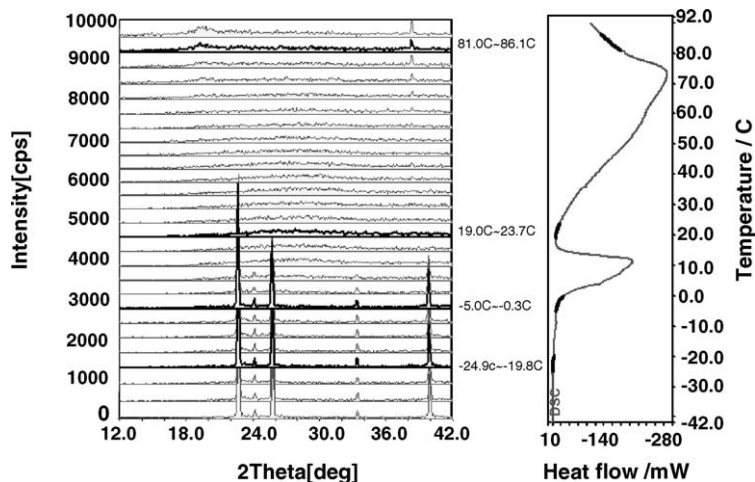 10000
9000
8000
7000
6000
5000
4000
3000
2000
1000
0
Intensity[cps]
12.0 18.0 24.0 30.0 36.0 42.0
2Theta[deg]
81.0C~86.1C
19.0C~23.7C
-5.0C~-0.3C
-24.9c~-19.8C
92.0
80.0
70.0
60.0
50.0
40.0
30.0
20.0
10.0
0.0
-10.0
-20.0
-30.0
-42.0
Temperature / C
DSC
10 -140 -280
Heat flow /mW